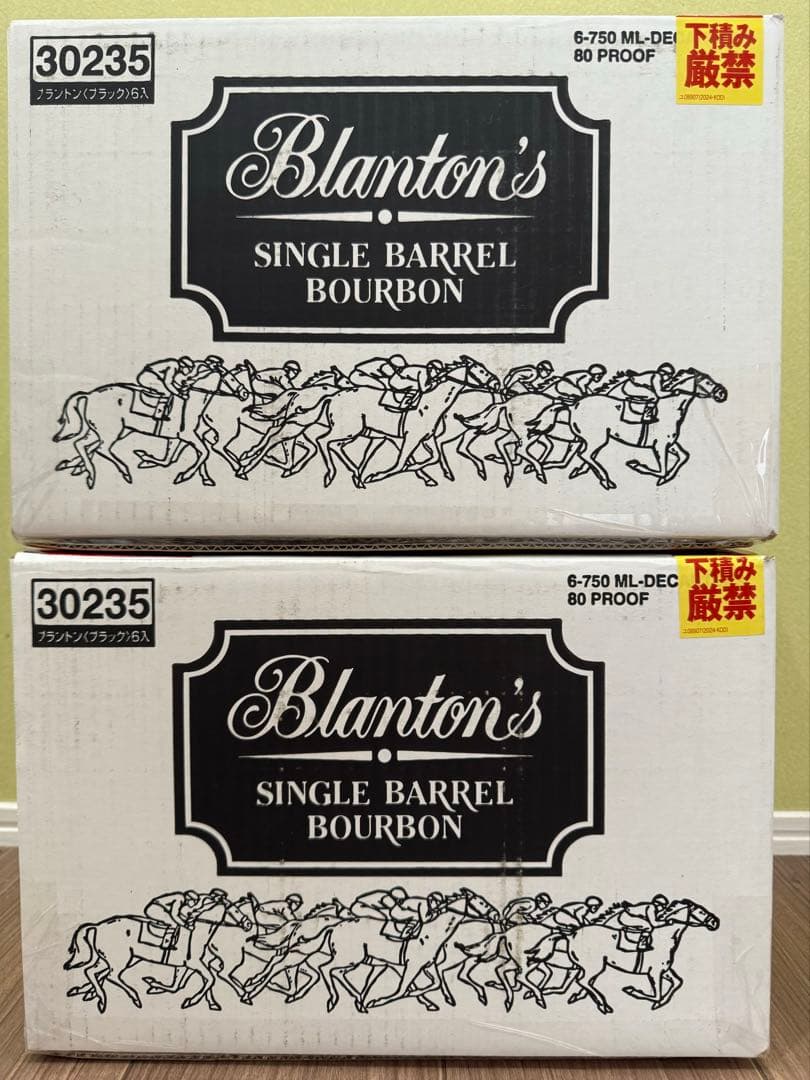 30235
ブラントン〈ブラック〉6入
6-750 ML-DEC
80 PROOF
下積み
厳禁
Blanton's
SINGLE BARREL
BOURBON
30235
ブラントン〈ブラック〉6入
6-750 ML-DEC
80 PROOF
下積み
厳禁
Blanton's
SINGLE BARREL
BOURBON